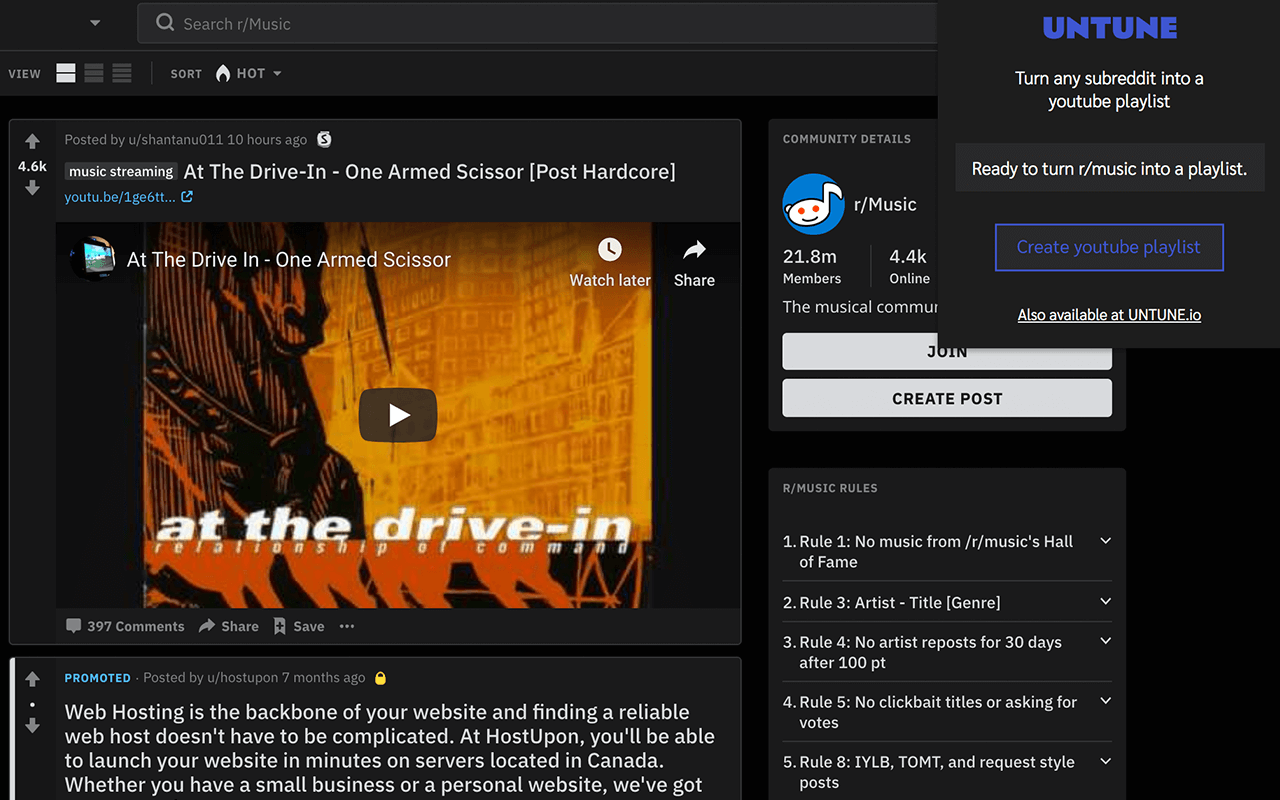 Search r/Music
VIEW
SORT
HOT
Posted by u/shantanu011 10 hours ago
4.6k
music streaming At The Drive-In - One Armed Scissor [Post Hardcore]
youtu.be/1ge6tt...
At The Drive In - One Armed Scissor
Watch later
Share
at the drive-in
relationship of command
397 Comments
Share
Save
PROMOTED · Posted by u/hostupon 7 months ago
Web Hosting is the backbone of your website and finding a reliable
web host doesn't have to be complicated. At HostUpon, you'll be able
to launch your website in minutes on servers located in Canada.
Whether you have a small business or a personal website, we've got
COMMUNITY DETAILS
r/Music
21.8m
Members
4.4k
Online
The musical commun
JOIN
CREATE POST
R/MUSIC RULES
1. Rule 1: No music from /r/music's Hall
of Fame
2. Rule 3: Artist - Title [Genre]
3. Rule 4: No artist reposts for 30 days
after 100 pt
4. Rule 5: No clickbait titles or asking for
votes
5. Rule 8: IYLB, TOMT, and request style
posts
UNTUNE
Turn any subreddit into a
youtube playlist
Ready to turn r/music into a playlist.
Create youtube playlist
Also available at UNTUNE.io